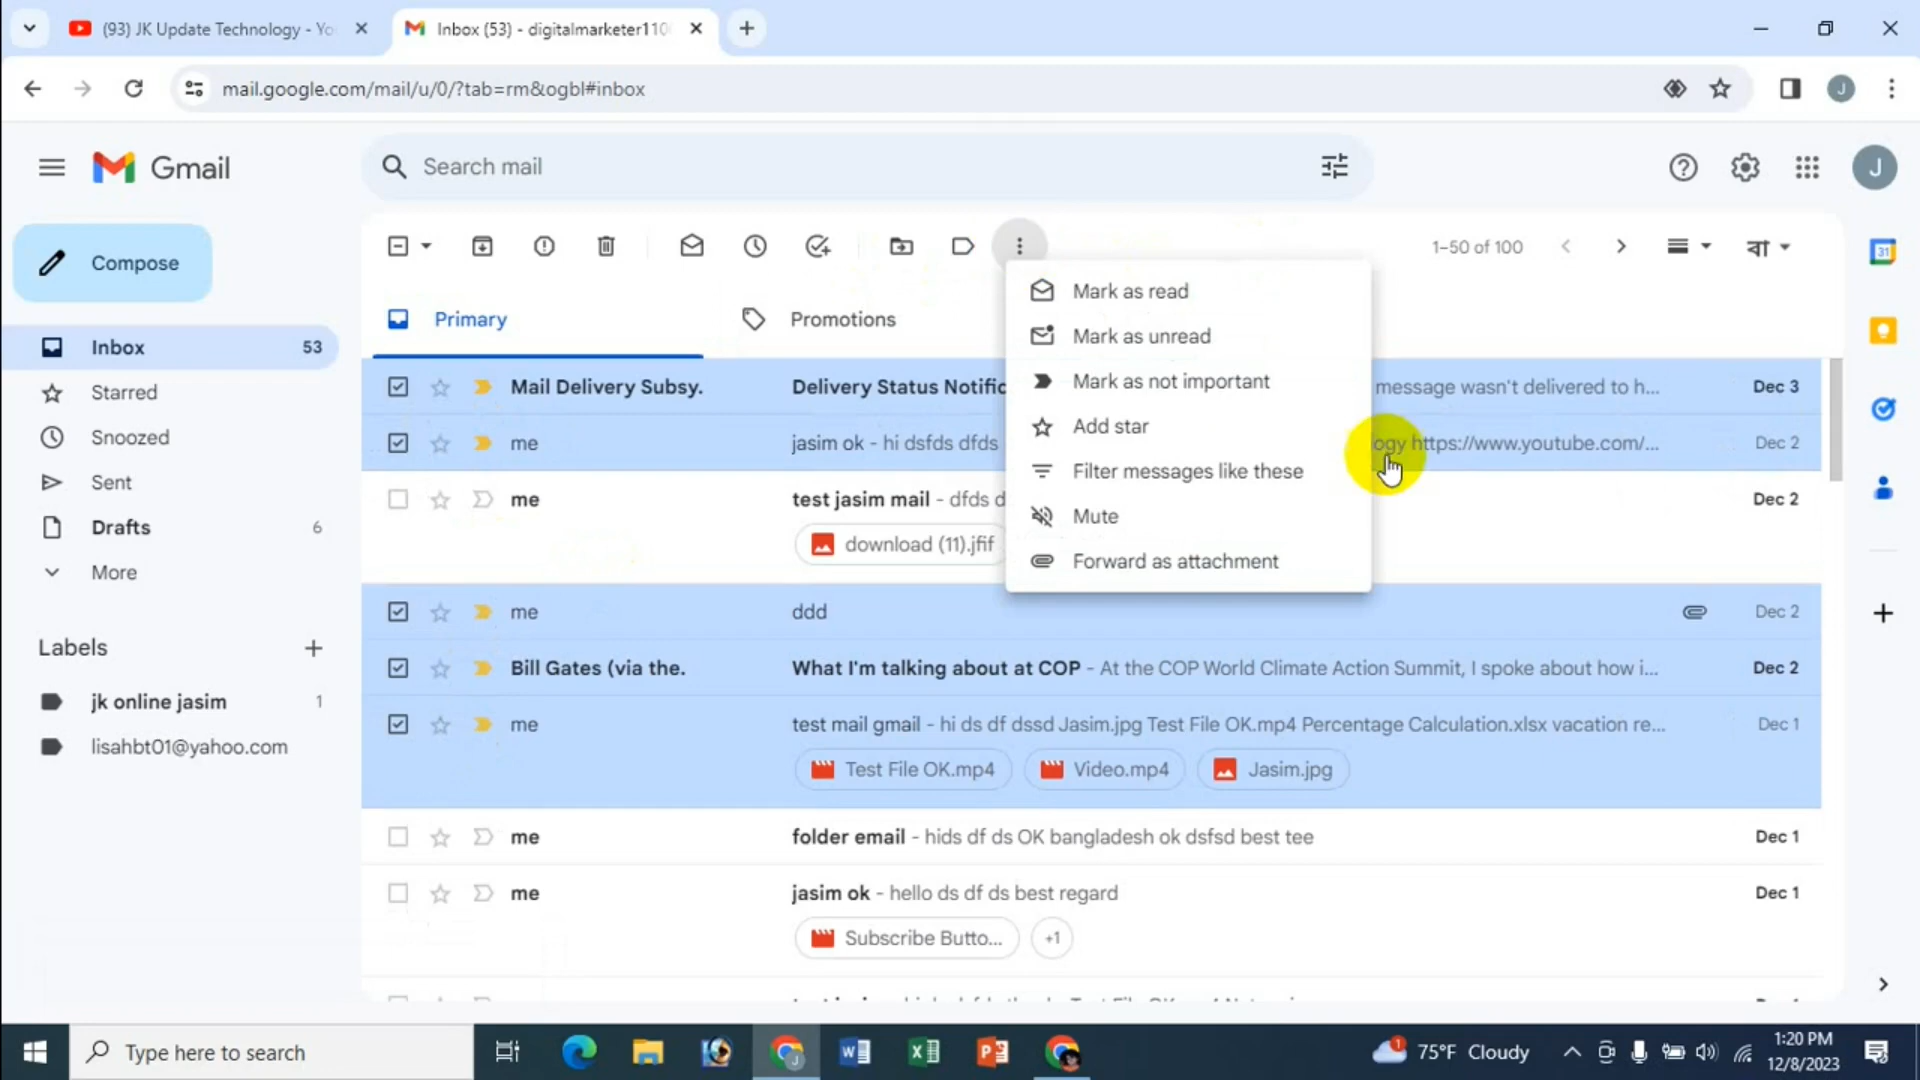 (93) JK Update Technology - Yo
Inbox (53) - digitalmarketer110
mail.google.com/mail/u/0/?tab=rm&ogbl#inbox
J
Gmail
Search mail
J
Compose
1–50 of 100
বা
31
Mark as read
Mark as unread
Mark as not important
Add star
Filter messages like these
Mute
Forward as attachment
Primary
Promotions
Inbox 53
Starred
Snoozed
Sent
Drafts 6
More
Labels
jk online jasim 1
lisahbt01@yahoo.com
Mail Delivery Subsy. Delivery Status Notific message wasn't delivered to h... Dec 3
me jasim ok - hi dsfds dfds ogy https://www.youtube.com/... Dec 2
me test jasim mail - dfds d Dec 2
download (11).jfif
me ddd Dec 2
Bill Gates (via the. What I'm talking about at COP - At the COP World Climate Action Summit, I spoke about how i... Dec 2
me test mail gmail - hi ds df dssd Jasim.jpg Test File OK.mp4 Percentage Calculation.xlsx vacation re... Dec 1
Test File OK.mp4 Video.mp4 Jasim.jpg
me folder email - hids df ds OK bangladesh ok dsfsd best tee Dec 1
me jasim ok - hello ds df ds best regard Dec 1
Subscribe Butto... +1
Type here to search
J
W
X
P
1
75°F Cloudy
1:20 PM
12/8/2023